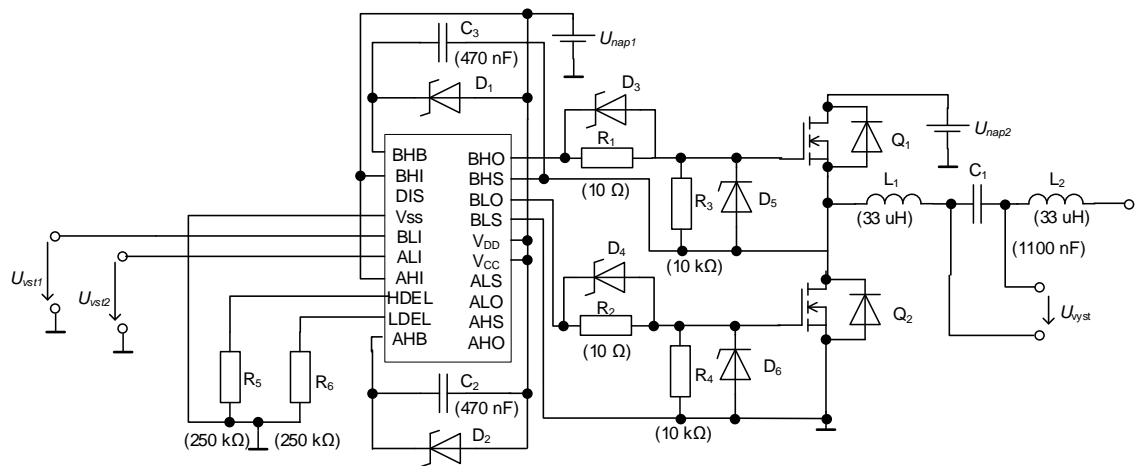 C3
(470 nF)
Unap1
D1
D3
R1
(10 Ω)
Q1
Unap2
BHB
BHI
DIS
Vss
BLI
ALI
AHI
HDEL
LDEL
AHB
BHO
BHS
BLO
BLS
VDD
VCC
ALS
ALO
AHS
AHO
R3
(10 kΩ)
D5
L1
(33 uH)
C1
(1100 nF)
L2
(33 uH)
Uvst1
Uvst2
D4
R2
(10 Ω)
Q2
Uvyst
R5
(250 kΩ)
R6
(250 kΩ)
C2
(470 nF)
D2
R4
(10 kΩ)
D6